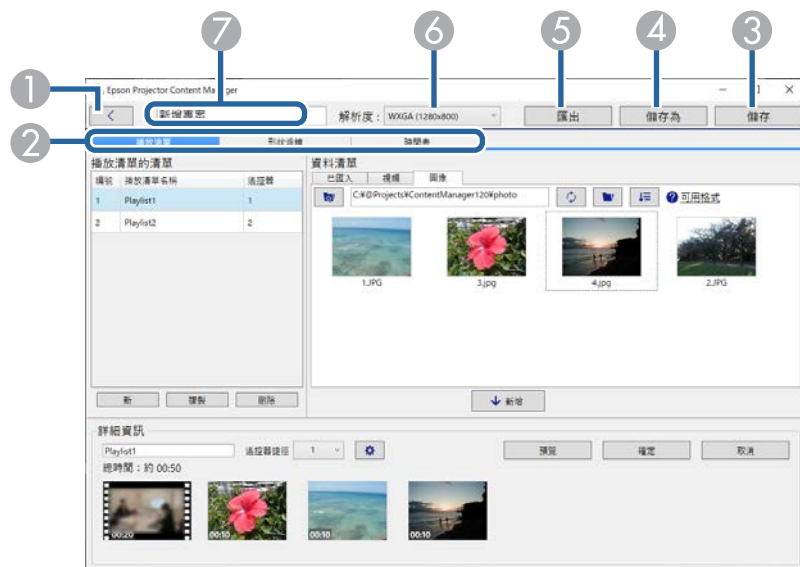 7
6
5
4
3
1
2
Epson Projector Content Manager
新增專案
解析度： WXGA (1280x800)
匯出
儲存為
儲存
播放清單
時間表
播放清單的清單
編號 播放清單名稱 遙控器
1 Playlist1 1
2 Playlist2 2
新 複製 刪除
資料清單
已匯入 視頻 圖像
C:¥@Projects¥ContentManager120¥photo
可用格式
1.JPG
3.jpg
4.jpg
2.JPG
新增
詳細資訊
Playlist1
遙控器捷徑 1
預覽 確定 取消
總時間：約 00:50
00:20
00:10
00:10
00:10